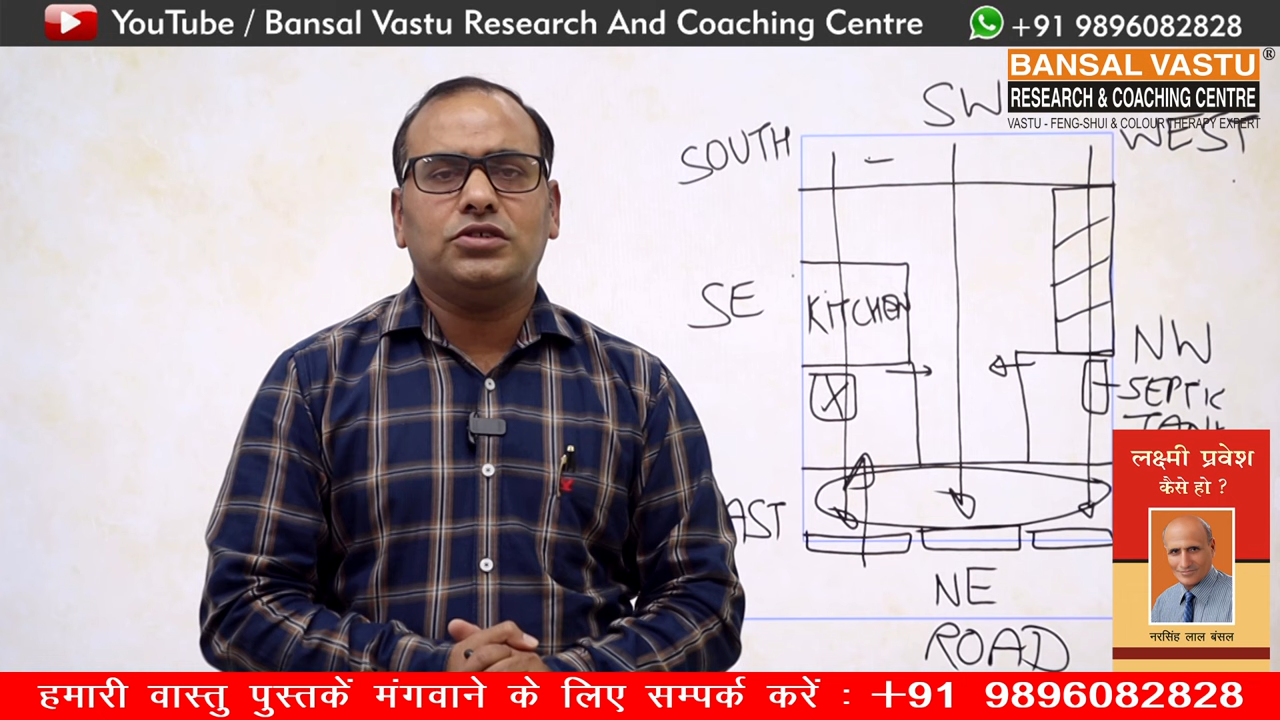 YouTube / Bansal Vastu Research And Coaching Centre
+91 9896082828
BANSAL VASTU®
RESEARCH & COACHING CENTRE
VASTU - FENG-SHUI & COLOUR THERAPY EXPERT
SW
SOUTH
WEST
SE
KITCHEN
NW
SEPTIC
TANK
लक्ष्मी प्रवेश
कैसे हो ?
AST
NE
नरसिंह लाल बंसल
ROAD
हमारी वास्तु पुस्तकें मंगवाने के लिए सम्पर्क करें : +91 9896082828